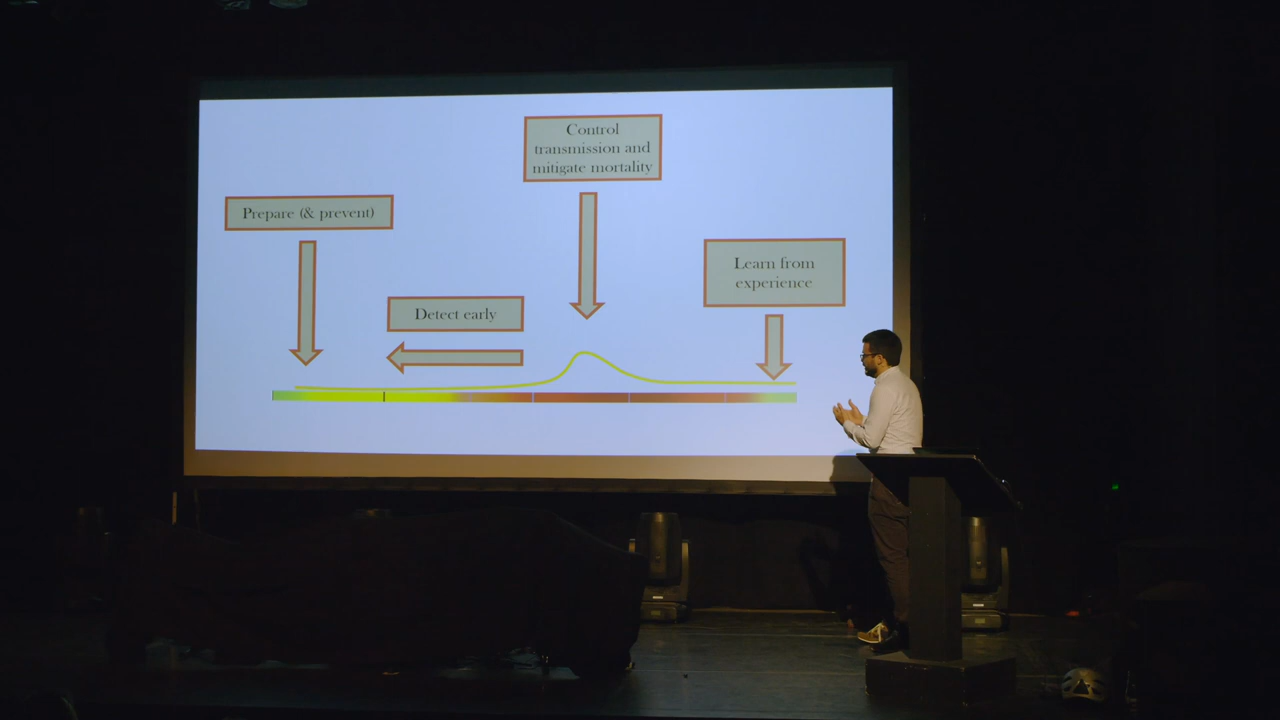 Control
transmission and
mitigate mortality
Prepare (& prevent)
Learn from
experience
Detect early